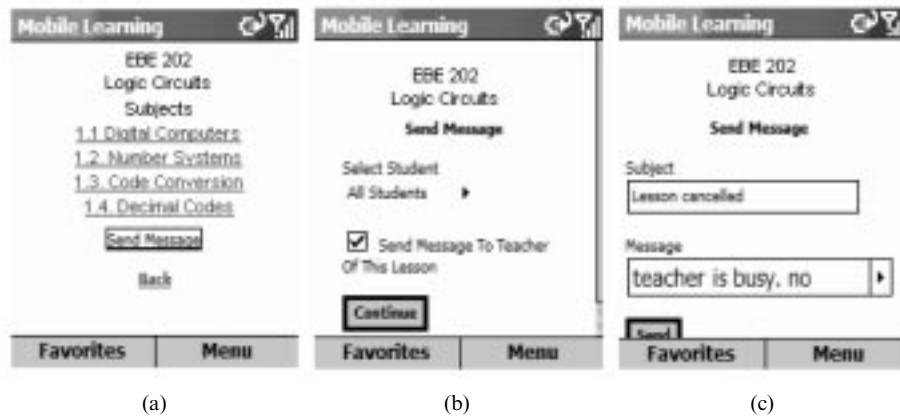 Mobile Learning
EBE 202
Logic Circuits
Subjects
1.1 Digital Computers
1.2. Number Systems
1.3. Code Conversion
1.4. Decimal Codes
Send Message
Back
Favorites Menu
(a)
Mobile Learning
EBE 202
Logic Circuits
Send Message
Select Student
All Students
Send Message To Teacher
Of This Lesson
Continue
Favorites Menu
(b)
Mobile Learning
EBE 202
Logic Circuits
Send Message
Subject
Lesson cancelled
Message
teacher is busy. no
Send
Favorites Menu
(c)